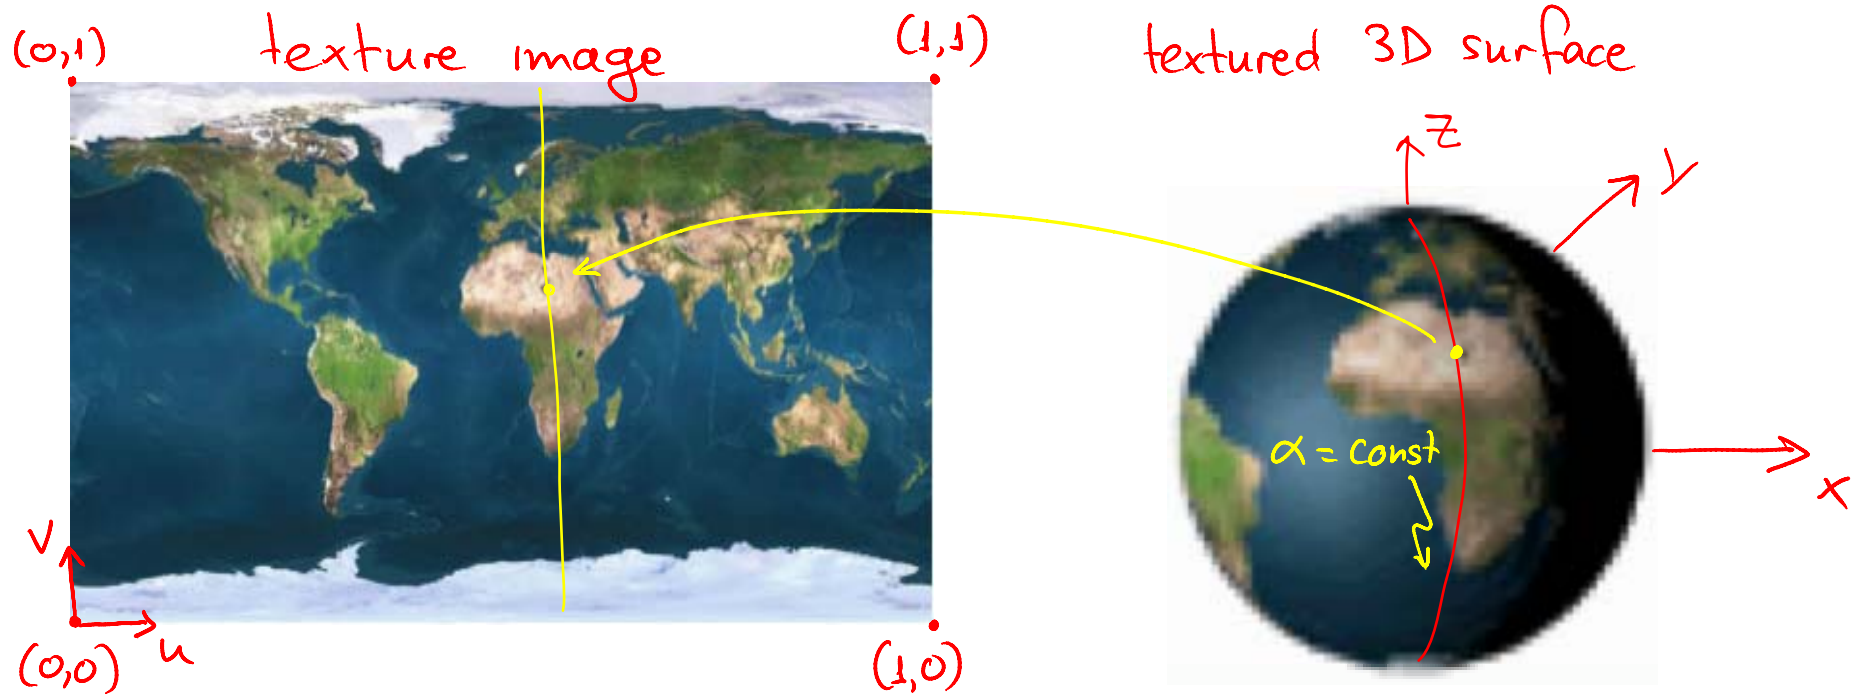 (0,1)
texture image
(1,1)
textured 3D surface
z
y
α = const
x
v
(0,0)
u
(1,0)